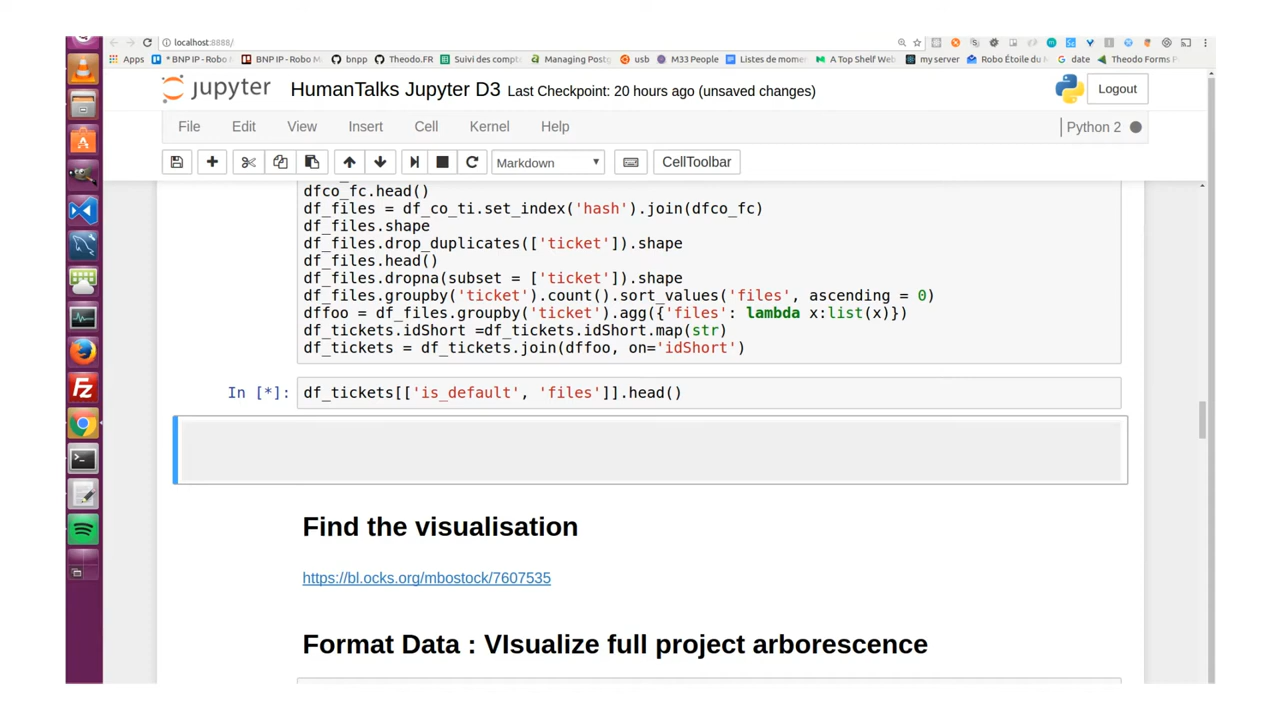 localhost:8888/
Apps * BNP IP - Robo M BNP IP - Robo M bnpp Theodo.FR Suivi des compt Managing Postg usb M33 People Listes de momen A Top Shelf Web my server Robo Étoile du M date Theodo Forms P
jupyter HumanTalks Jupyter D3 Last Checkpoint: 20 hours ago (unsaved changes) Logout
File Edit View Insert Cell Kernel Help Python 2
Markdown CellToolbar
dfco_fc.head()
df_files = df_co_ti.set_index('hash').join(dfco_fc)
df_files.shape
df_files.drop_duplicates(['ticket']).shape
df_files.head()
df_files.dropna(subset = ['ticket']).shape
df_files.groupby('ticket').count().sort_values('files', ascending = 0)
dffoo = df_files.groupby('ticket').agg({'files': lambda x:list(x)})
df_tickets.idShort =df_tickets.idShort.map(str)
df_tickets = df_tickets.join(dffoo, on='idShort')
In [*]: df_tickets[['is_default', 'files']].head()
Find the visualisation
https://bl.ocks.org/mbostock/7607535
Format Data : VIsualize full project arborescence